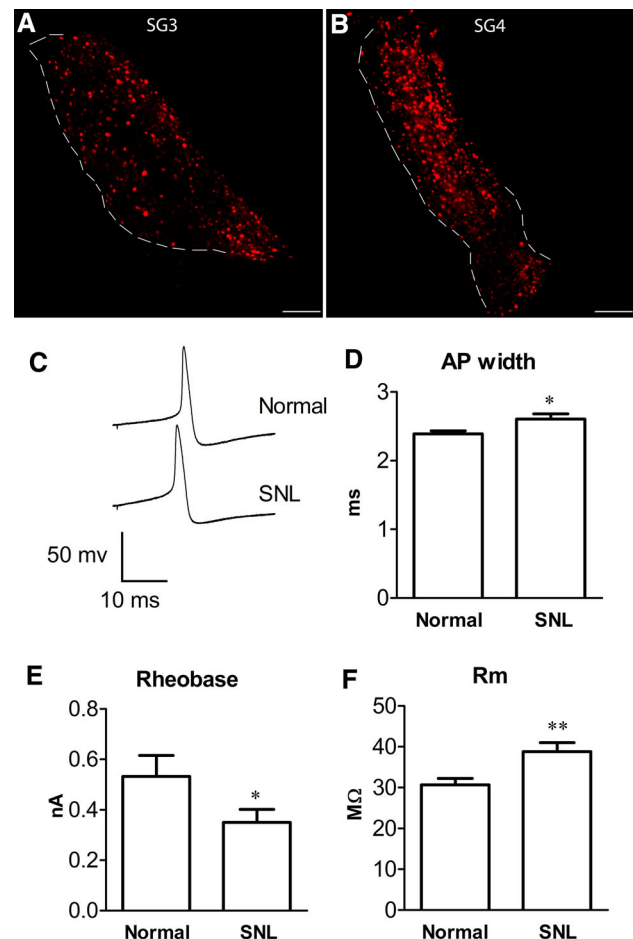 A
SG3
B
SG4
C
Normal
SNL
50 mv
10 ms
D
AP width
3
2
1
0
ms
*
Normal
SNL
E
Rheobase
0.8
0.6
0.4
0.2
0.0
nA
*
Normal
SNL
F
Rm
50
40
30
20
10
0
MΩ
**
Normal
SNL